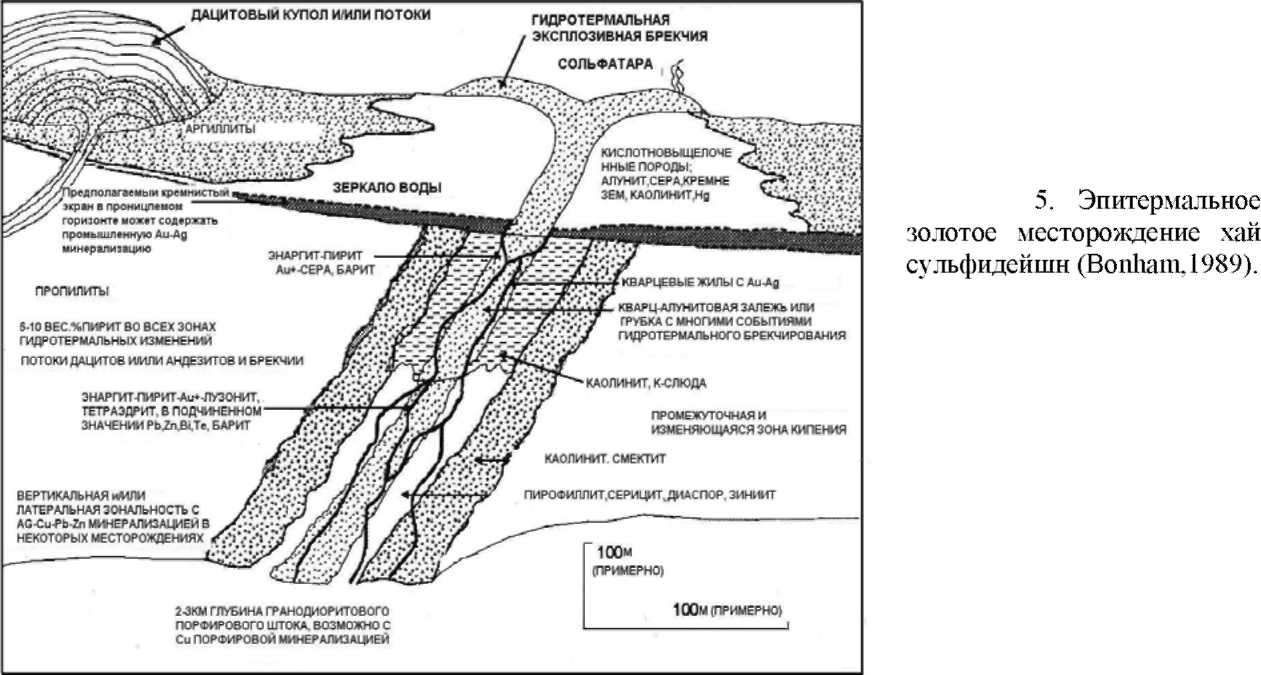 ДАЦИТОВЫЙ КУПОЛ И/ИЛИ ПОТОКИ
ГИДРОТЕРМАЛЬНАЯ
ЭКСПЛОЗИВНАЯ БРЕКЧИЯ
СОЛЬФАТАРА
АРГИЛЛИТЫ
КИСЛОТНОВЫЩЕЛОЧЕ
ННЫЕ ПОРОДЫ;
АЛУНИТ,СЕРА,КРЕМНЕ
ЗЕМ, КАОЛИНИТ,Hg
ЗЕРКАЛО ВОДЫ
Предполагаемыи кремнистый
экран в проницпемом
горизонте может содержать
промышленную Au-Ag
минерализацию
ЭНАРГИТ-ПИРИТ
Au+-СЕРА, БАРИТ
КВАРЦЕВЫЕ ЖИЛЫ С Au-Ag
ПРОПИЛИТЫ
КВАРЦ-АЛУНИТОВАЯ ЗАЛЕЖЬ ИЛИ
ГРУБКА С МНОГИМИ СОБЫТИЯМИ
ГИДРОТЕРМАЛЬНОГО БРЕКЧИРОВАНИЯ
5-10 ВЕС.%ПИРИТ ВО ВСЕХ ЗОНАХ
ГИДРОТЕРМАЛЬНЫХ ИЗМЕНЕНИЙ
ПОТОКИ ДАЦИТОВ ИИЛИ АНДЕЗИТОВ И БРЕКЧИИ
КАОЛИНИТ, К-СЛЮДА
ЭНАРГИТ-ПИРИТ-Au+-ЛУЗОНИТ,
ТЕТРАЭДРИТ, В ПОДЧИНЕННОМ
ЗНАЧЕНИИ Pb,Zn,Bi,Te, БАРИТ
ПРОМЕЖУТОЧНАЯ И
ИЗМЕНЯЮЩАЯСЯ ЗОНА КИПЕНИЯ
КАОЛИНИТ. СМЕКТИТ
ПИРОФИЛЛИТ,СЕРИЦИТ,,ДИАСПОР, ЗИНИИТ
ВЕРТИКАЛЬНАЯ и/ИЛИ
ЛАТЕРАЛЬНАЯ ЗОНАЛЬНОСТЬ С
AG-Cu-Pb-Zn МИНЕРАЛИЗАЦИЕЙ В
НЕКОТОРЫХ МЕСТОРОЖДЕНИЯХ
100м
(ПРИМЕРНО)
100м (ПРИМЕРНО)
2-3КМ ГЛУБИНА ГРАНОДИОРИТОВОГО
ПОРФИРОВОГО ШТОКА, ВОЗМОЖНО С
Cu ПОРФИРОВОЙ МИНЕРАЛИЗАЦИЕЙ
5. Эпитермальное
золотое месторождение хай
сульфидейшн (Bonham,1989).